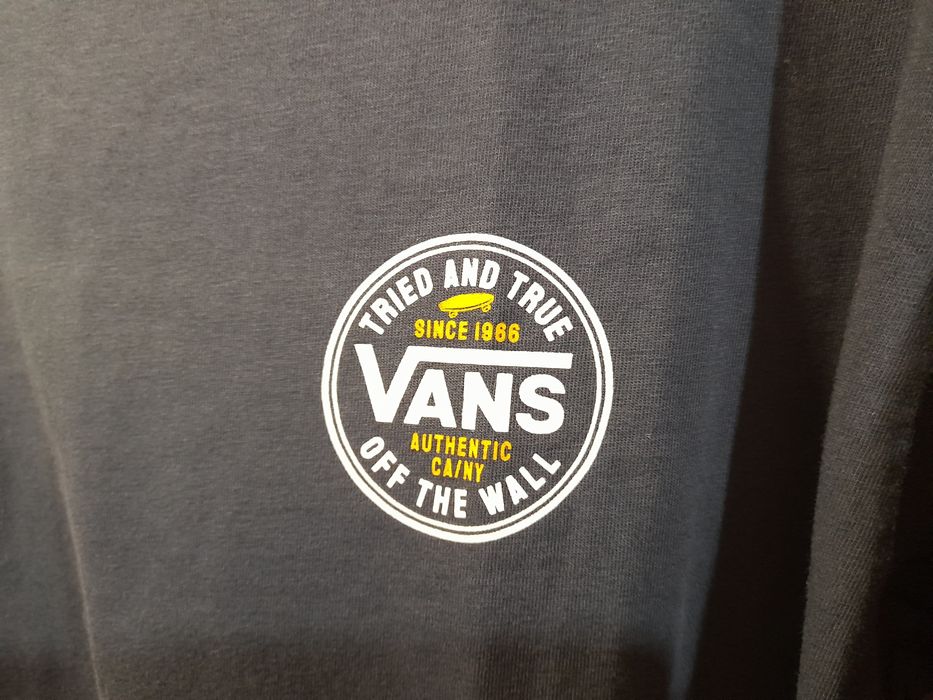 TRIED AND TRUE
SINCE 1966
VANS
AUTHENTIC
CA/NY
OFF THE WALL